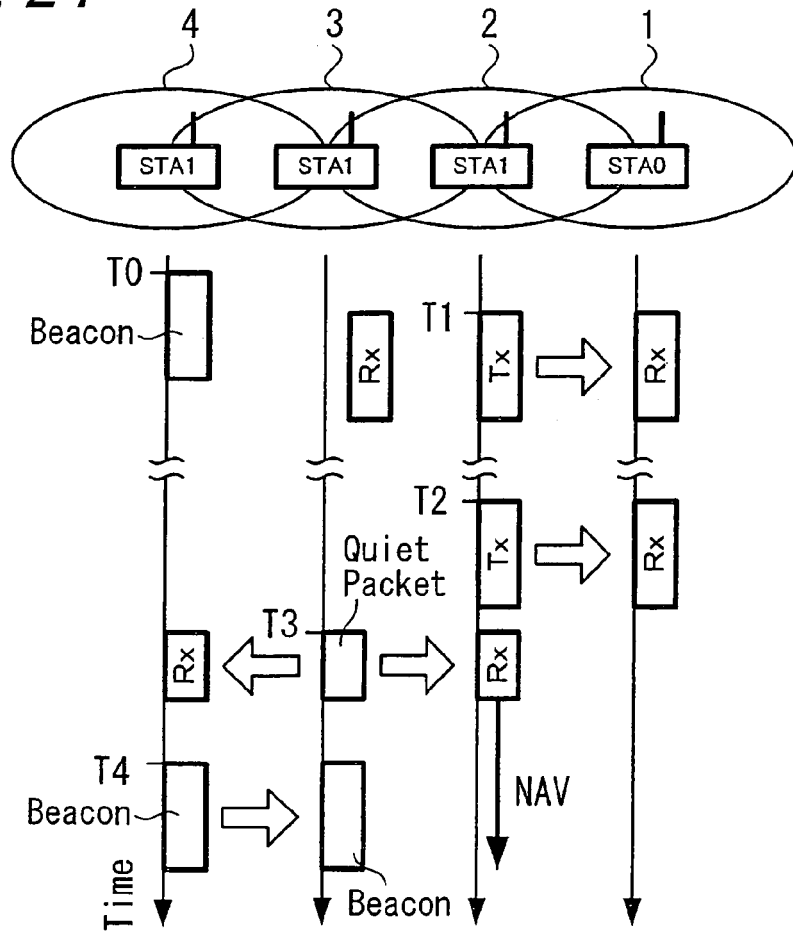 4 3 2 1
STA1 STA1 STA1 STA0
T0
Beacon
T1
Rx Tx Rx
T2
Tx Rx
Quiet
Packet
T3
Rx Rx
T4
Beacon
NAV
Beacon
Time